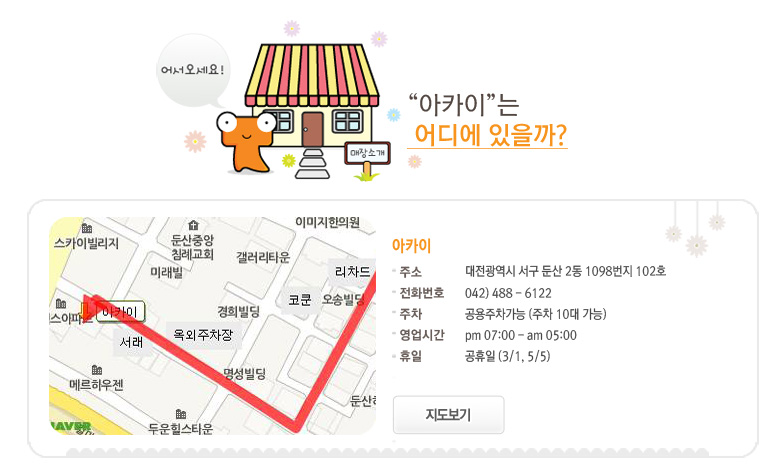 어서오세요!
매장소개
“아카이”는
어디에 있을까?
이미지한의원
스카이빌리지
둔산중앙
침례교회
갤러리타운
미래빌
리차드
코쿤
오송빌딩
스아파트
아카이
경희빌딩
서래
옥외주차장
명성빌딩
메르하우젠
둔산
두운힐스타운
NAVER
아카이
주소 대전광역시 서구 둔산 2동 1098번지 102호
전화번호 042) 488 - 6122
주차 공용주차가능 (주차 10대 가능)
영업시간 pm 07:00 - am 05:00
휴일 공휴일 (3/1, 5/5)
지도보기